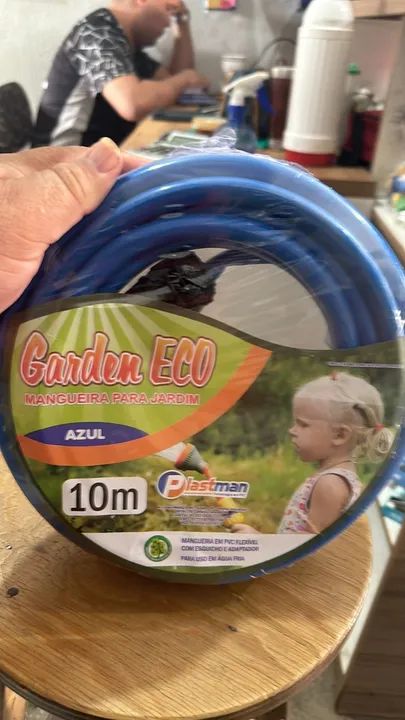 Garden ECO
MANGUEIRA PARA JARDIM
AZUL
10m
Plastman
MANGUEIRA EM PVC FLEXÍVEL
COM ESGUICHO E ADAPTADOR
PARA USO EM ÁGUA FRIA